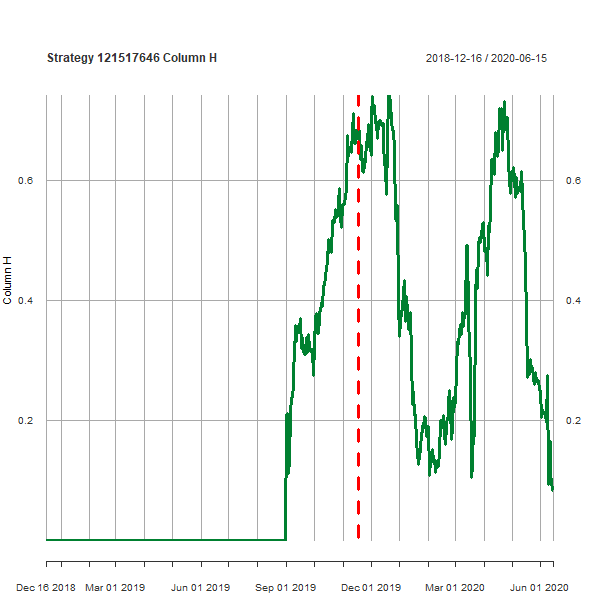 Strategy 121517646 Column H 2018-12-16 / 2020-06-15
0.6 0.6
Column H
0.4 0.4
0.2 0.2
Dec 16 2018 Mar 01 2019 Jun 01 2019 Sep 01 2019 Dec 01 2019 Mar 01 2020 Jun 01 2020